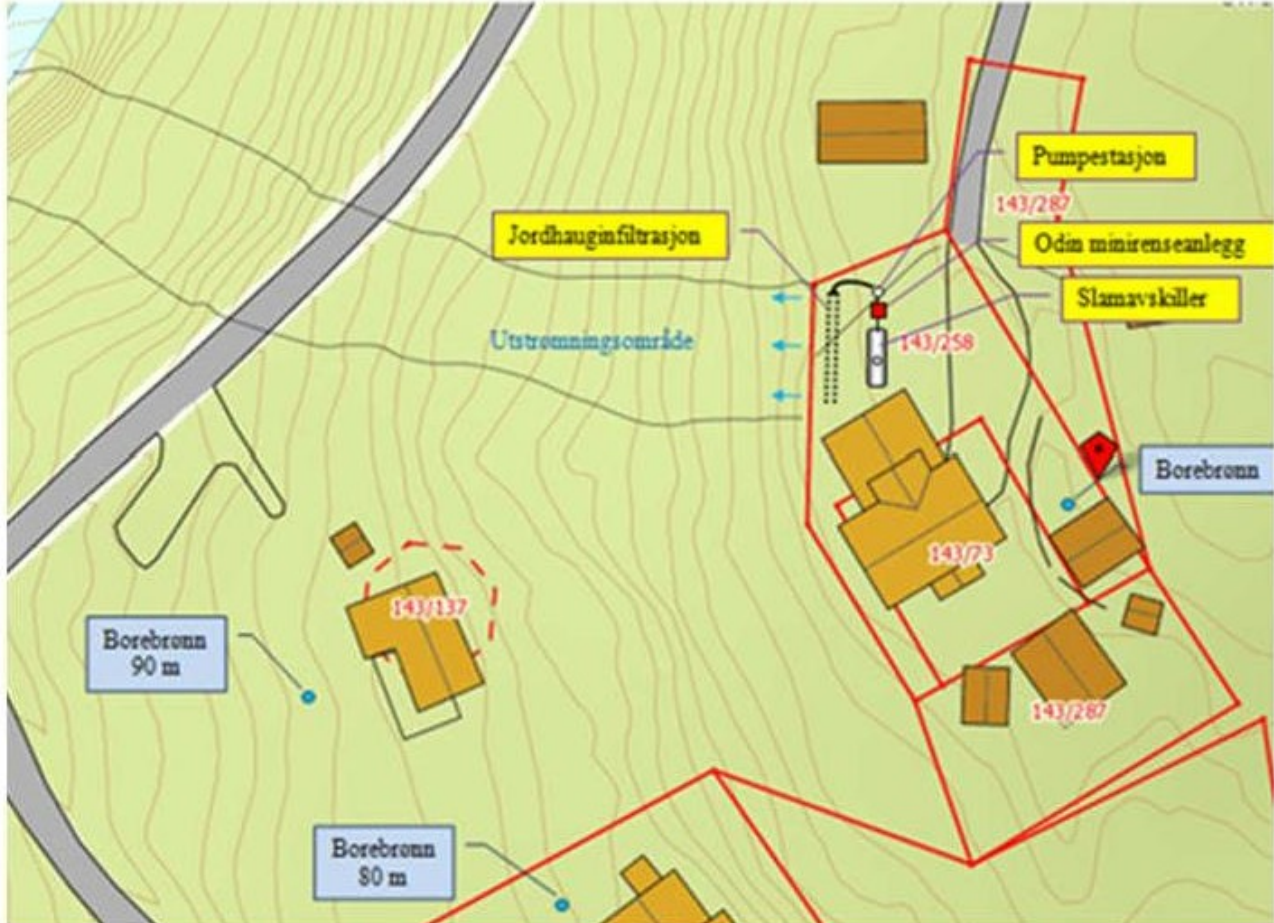 Pumpestasjon
143/287
Jordhauginfiltrasjon
Odin minirenseanlegg
Slamavskiller
Utstrømningsområde
143/258
Borebrønn
143/73
143/137
Borebrønn
90 m
143/287
Borebrønn
80 m